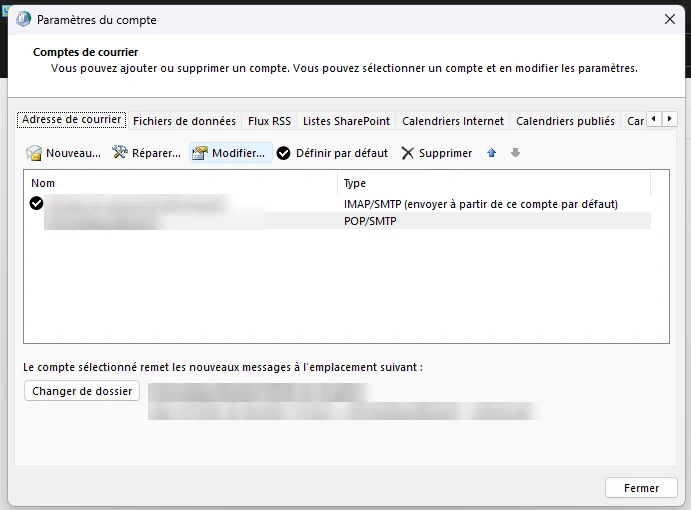 Paramètres du compte
Comptes de courrier
Vous pouvez ajouter ou supprimer un compte. Vous pouvez sélectionner un compte et en modifier les paramètres.
Adresse de courrier Fichiers de données Flux RSS Listes SharePoint Calendriers Internet Calendriers publiés Car
Nouveau... Réparer... Modifier... Définir par défaut Supprimer
Nom Type
IMAP/SMTP (envoyer à partir de ce compte par défaut)
POP/SMTP
Le compte sélectionné remet les nouveaux messages à l'emplacement suivant :
Changer de dossier
Fermer